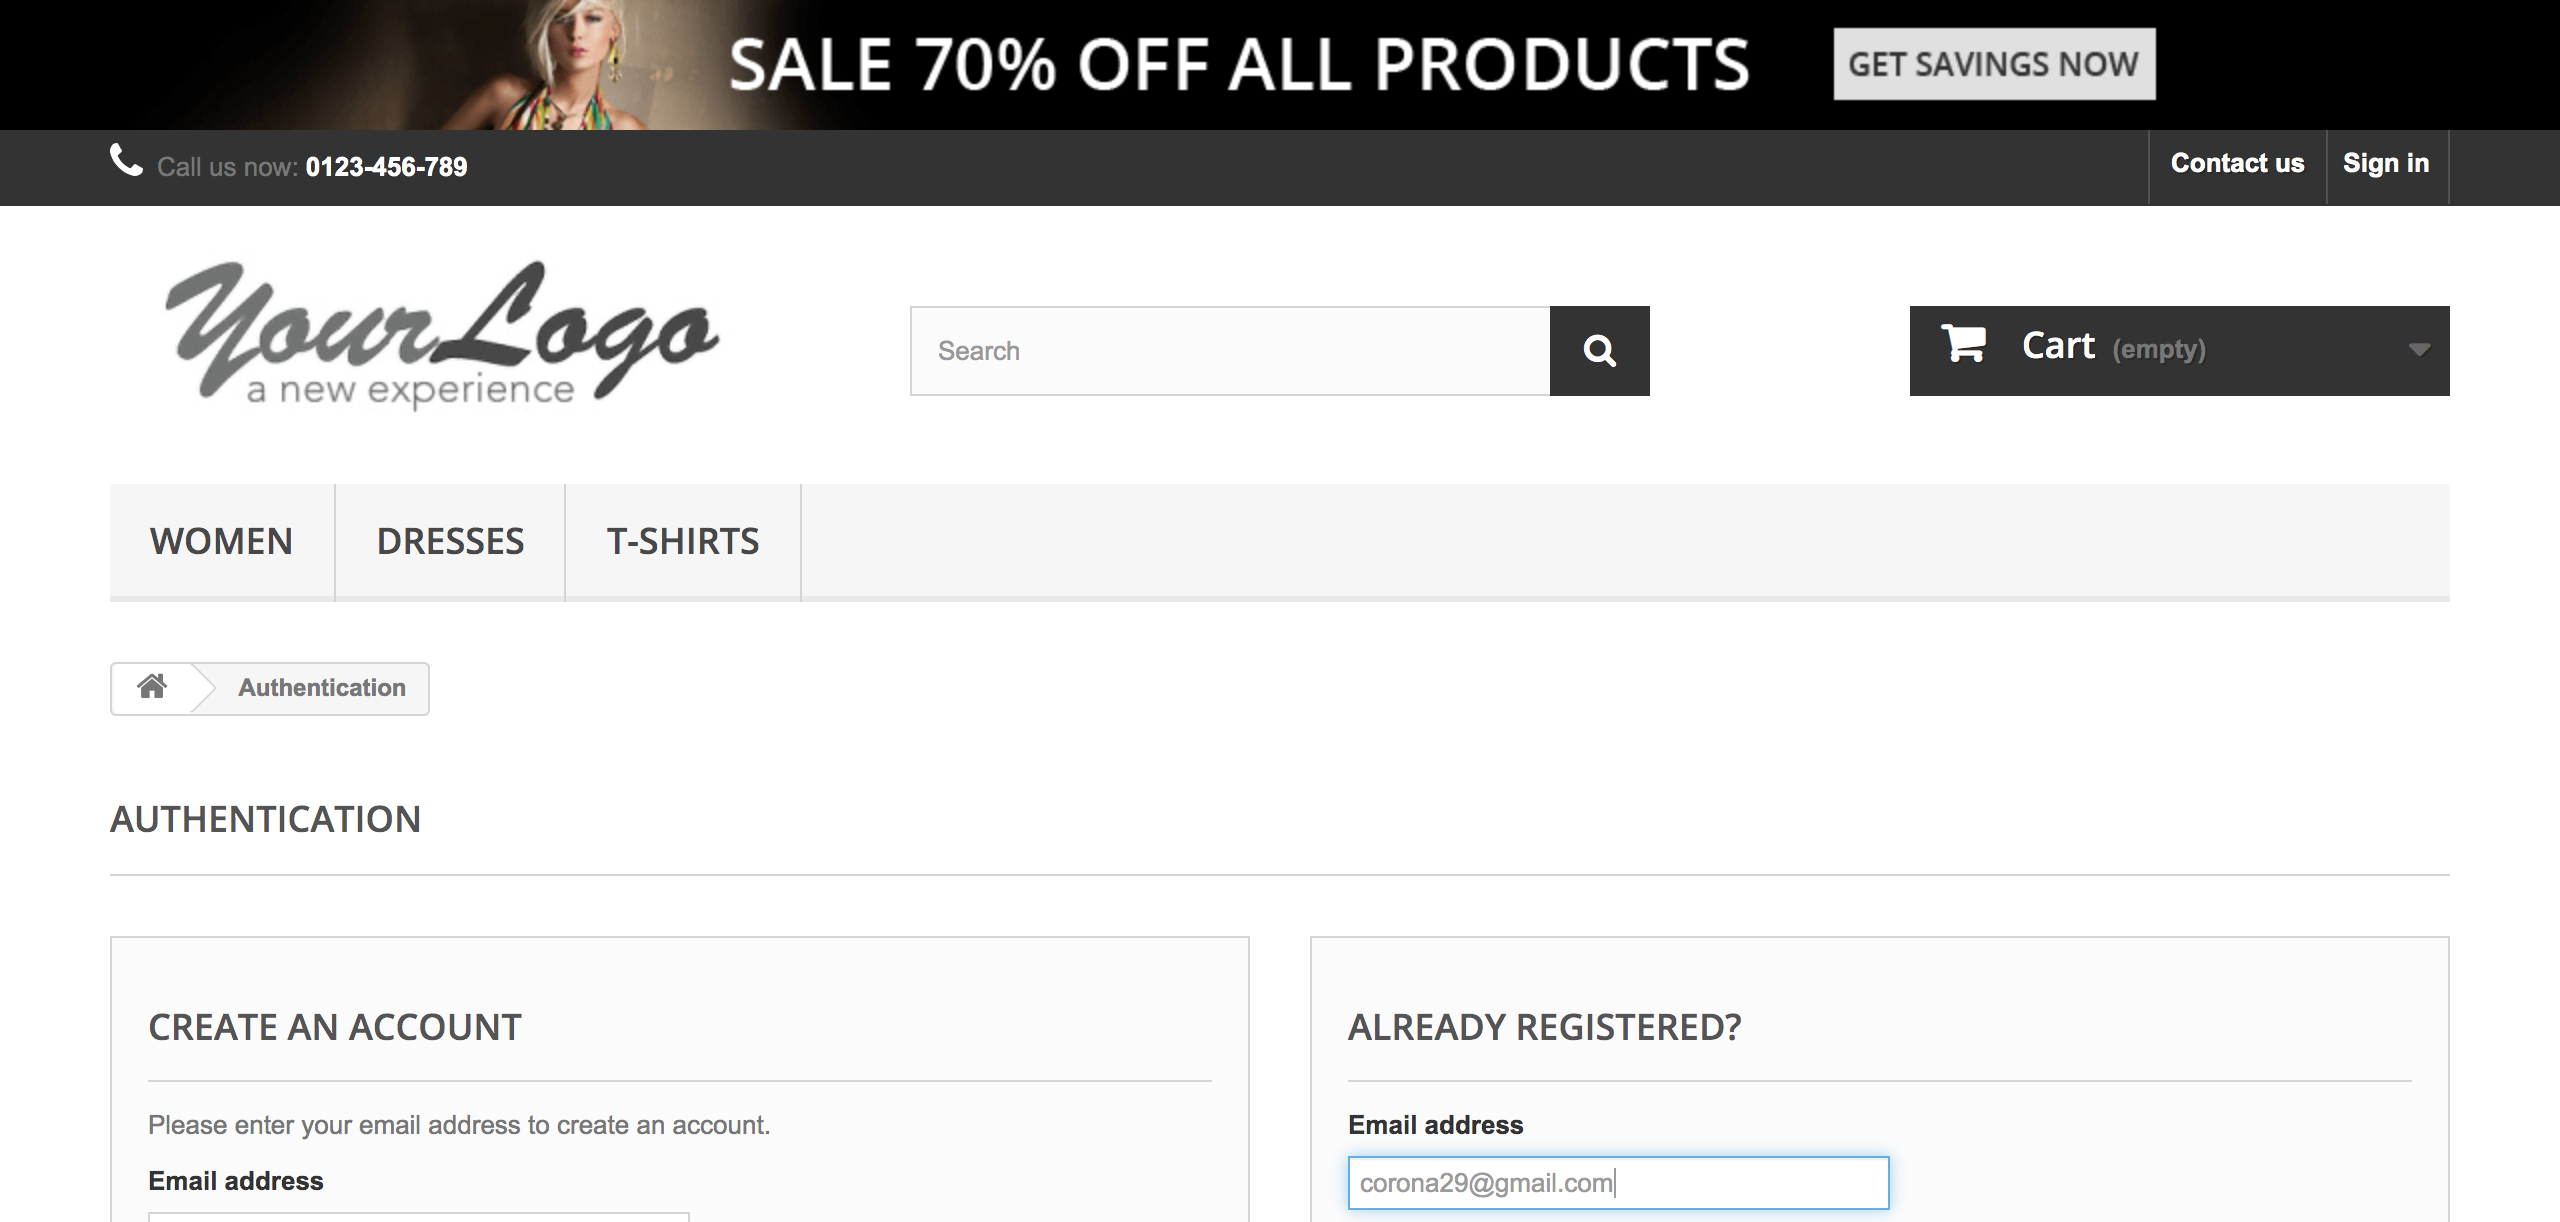 SALE 70% OFF ALL PRODUCTS GET SAVINGS NOW
Call us now: 0123-456-789 Contact us Sign in
YourLogo
a new experience
Search
Cart (empty)
WOMEN DRESSES T-SHIRTS
Authentication
AUTHENTICATION
CREATE AN ACCOUNT
Please enter your email address to create an account.
Email address
ALREADY REGISTERED?
Email address
corona29@gmail.com